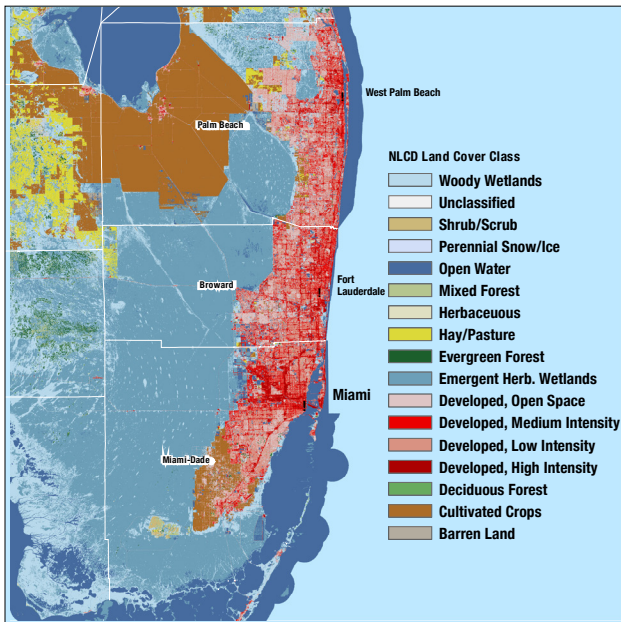 West Palm Beach
Palm Beach
NLCD Land Cover Class
Woody Wetlands
Unclassified
Shrub/Scrub
Perennial Snow/Ice
Open Water
Mixed Forest
Herbaceuous
Hay/Pasture
Evergreen Forest
Emergent Herb. Wetlands
Developed, Open Space
Developed, Medium Intensity
Developed, Low Intensity
Developed, High Intensity
Deciduous Forest
Cultivated Crops
Barren Land
Broward
Fort
Lauderdale
Miami
Miami-Dade